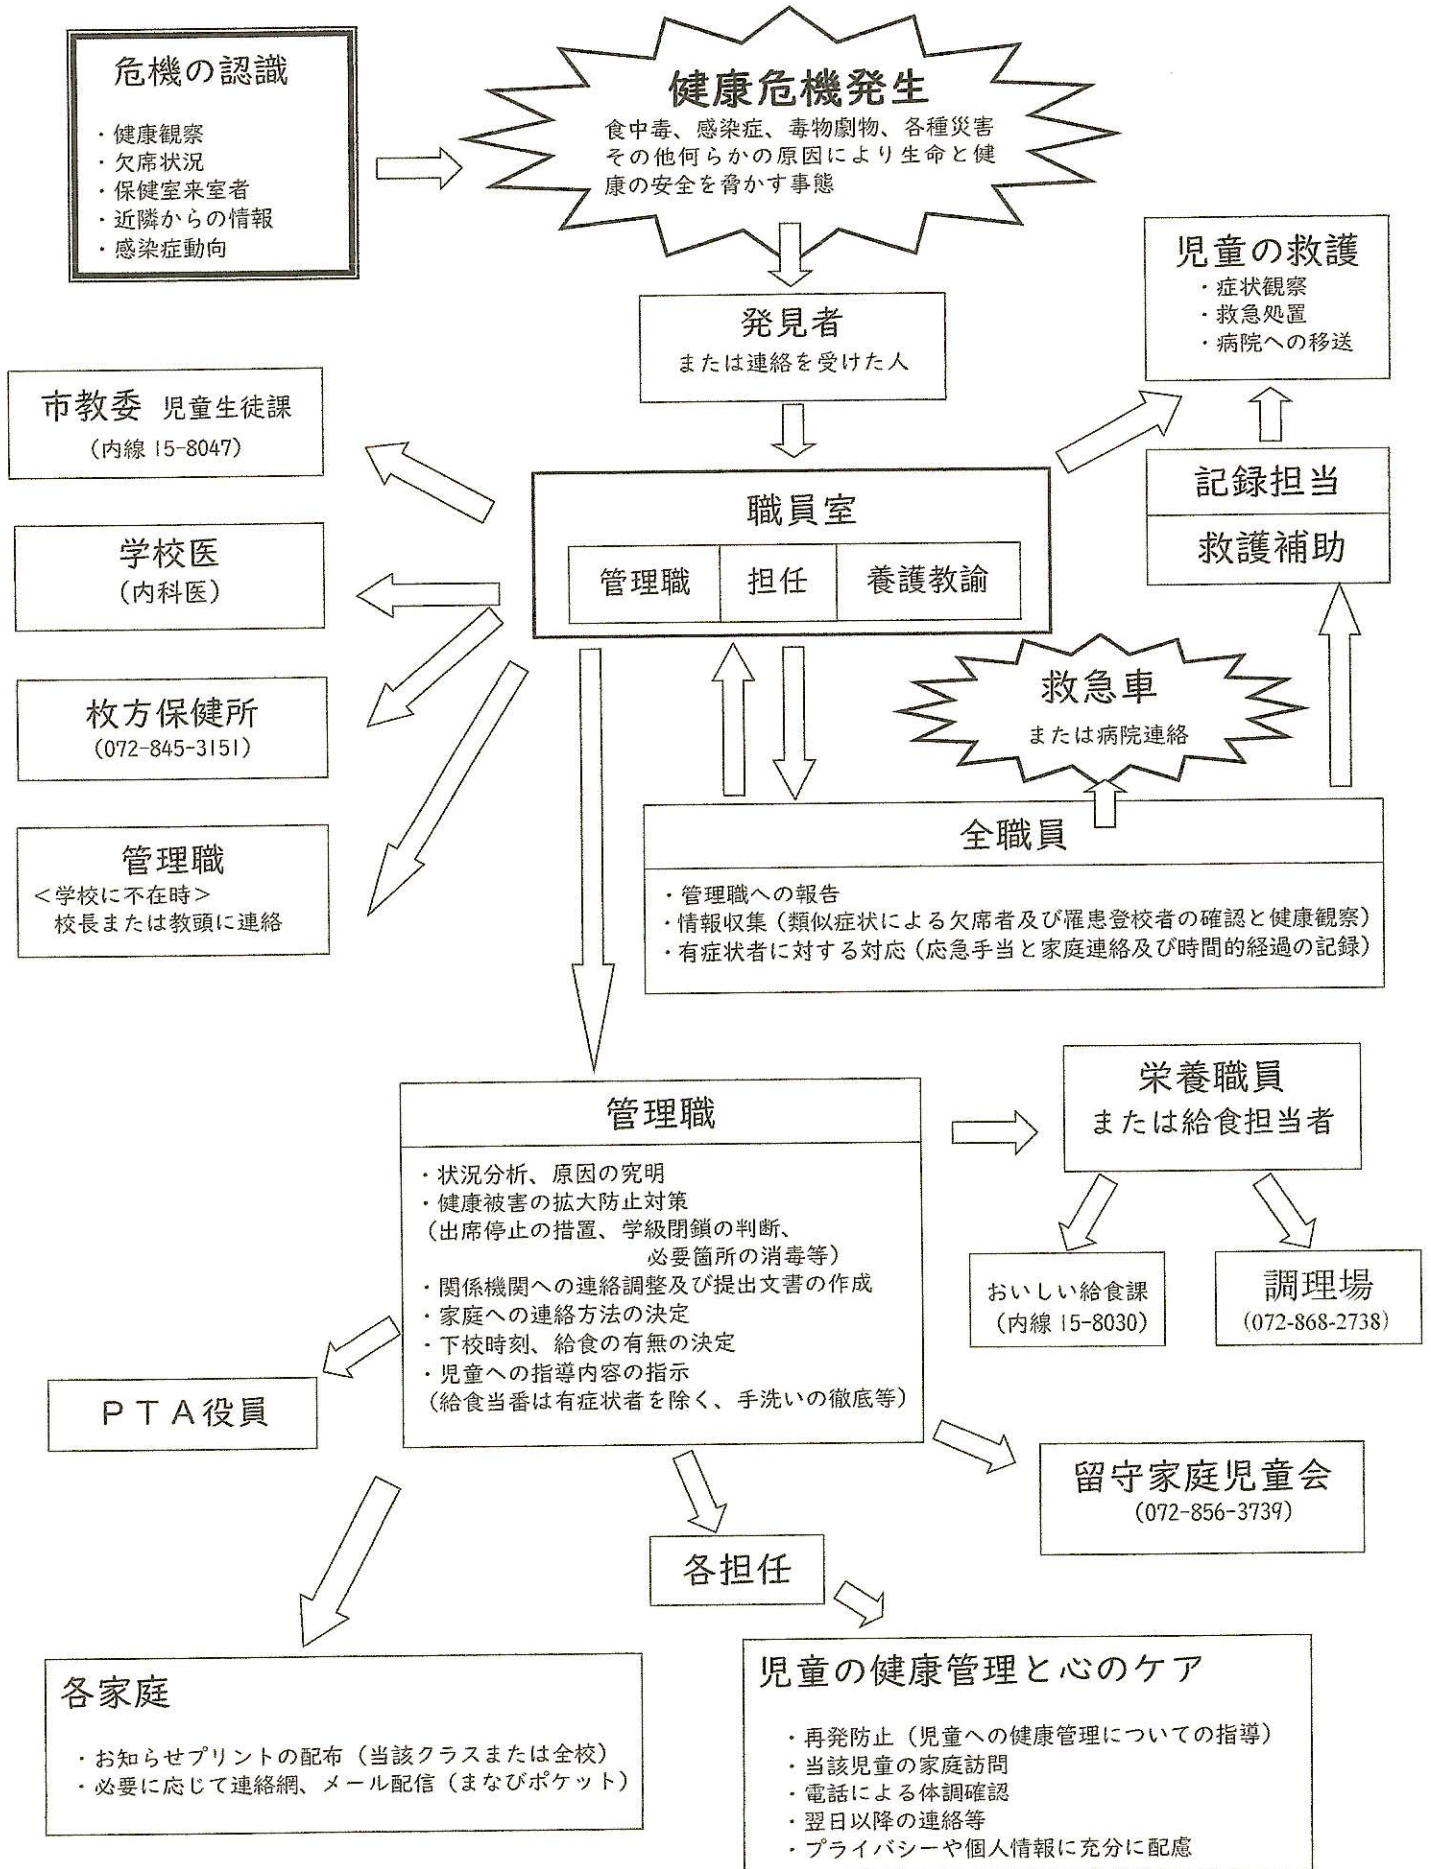 危機の認識
・健康観察
・欠席状況
・保健室来室者
・近隣からの情報
・感染症動向
健康危機発生
食中毒、感染症、毒物劇物、各種災害
その他何らかの原因により生命と健
康の安全を脅かす事態
発見者
または連絡を受けた人
児童の救護
・症状観察
・救急処置
・病院への移送
市教委 児童生徒課
(内線15-8047)
学校医
(内科医)
枚方保健所
(072-845-3151)
管理職
<学校に不在時>
校長または教頭に連絡
職員室
管理職 担任 養護教諭
記録担当
救護補助
救急車
または病院連絡
全職員
・管理職への報告
・情報収集(類似症状による欠席者及び罹患登校者の確認と健康観察)
・有症状者に対する対応(応急手当と家庭連絡及び時間的経過の記録)
管理職
・状況分析、原因の究明
・健康被害の拡大防止対策
(出席停止の措置、学級閉鎖の判断、
必要箇所の消毒等)
・関係機関への連絡調整及び提出文書の作成
・家庭への連絡方法の決定
・下校時刻、給食の有無の決定
・児童への指導内容の指示
(給食当番は有症状者を除く、手洗いの徹底等)
栄養職員
または給食担当者
おいしい給食課
(内線15-8030)
調理場
(072-868-2738)
PTA役員
留守家庭児童会
(072-856-3739)
各担任
各家庭
・お知らせプリントの配布(当該クラスまたは全校)
・必要に応じて連絡網、メール配信(まなびポケット)
児童の健康管理と心のケア
・再発防止(児童への健康管理についての指導)
・当該児童の家庭訪問
・電話による体調確認
・翌日以降の連絡等
・プライバシーや個人情報に充分に配慮